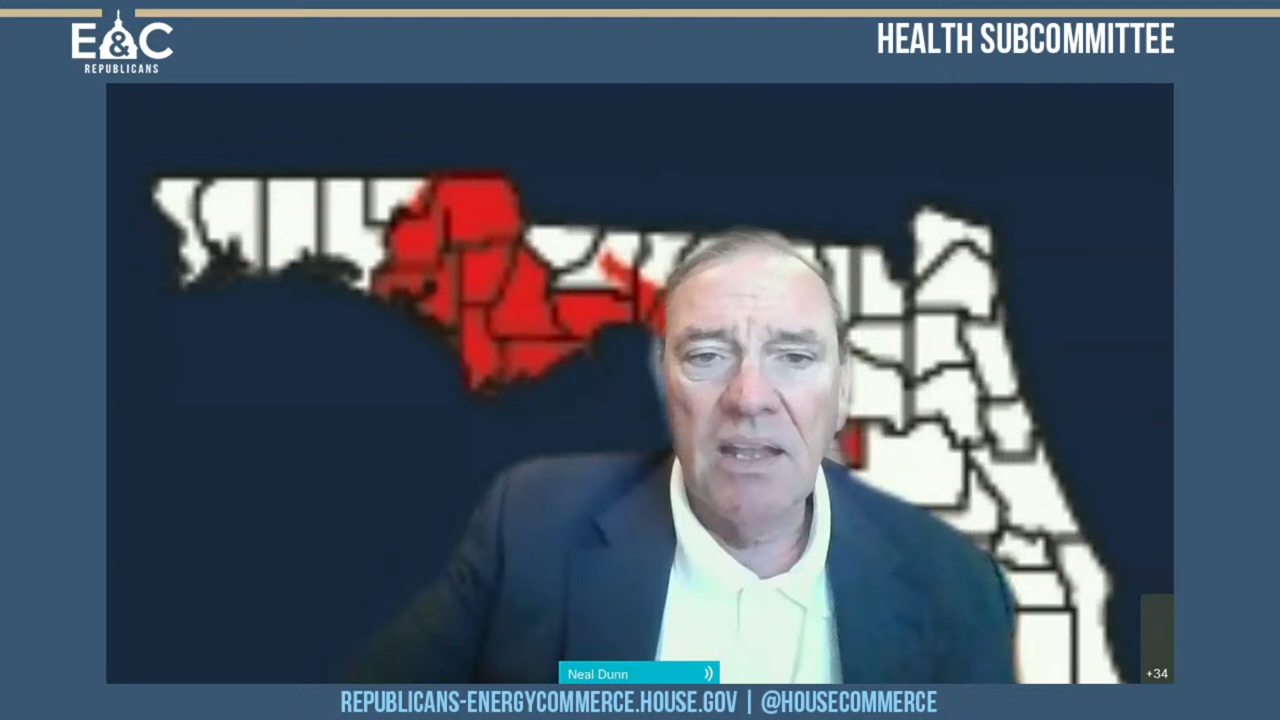 E&C
REPUBLICANS
HEALTH SUBCOMMITTEE
Neal Dunn
+34
REPUBLICANS-ENERGYCOMMERCE.HOUSE.GOV | @HOUSECOMMERCE